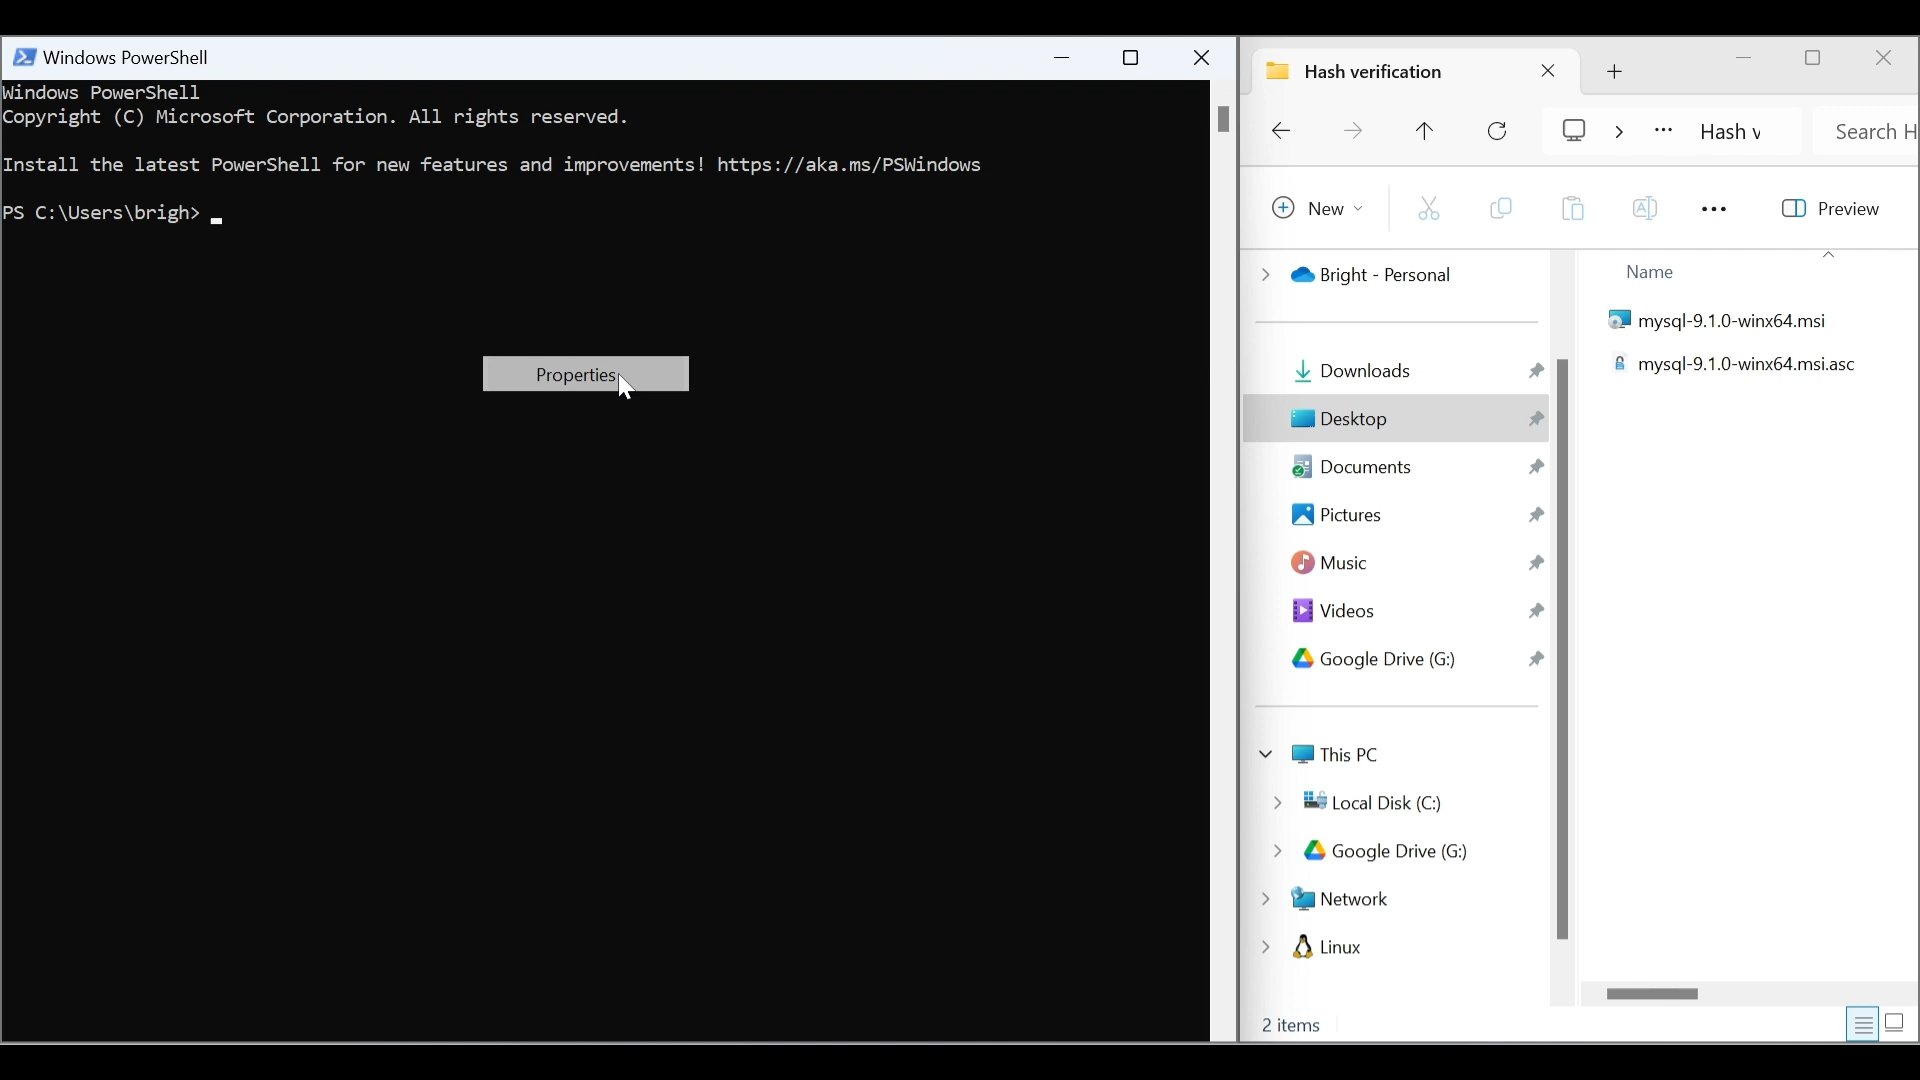 Windows PowerShell
Windows PowerShell
Copyright (C) Microsoft Corporation. All rights reserved.
Install the latest PowerShell for new features and improvements! https://aka.ms/PSWindows
PS C:\Users\brigh>
Properties
Hash verification
Hash v
Search H
New
Preview
Bright - Personal
Downloads
Desktop
Documents
Pictures
Music
Videos
Google Drive (G:)
This PC
Local Disk (C:)
Google Drive (G:)
Network
Linux
Name
mysql-9.1.0-winx64.msi
mysql-9.1.0-winx64.msi.asc
2 items